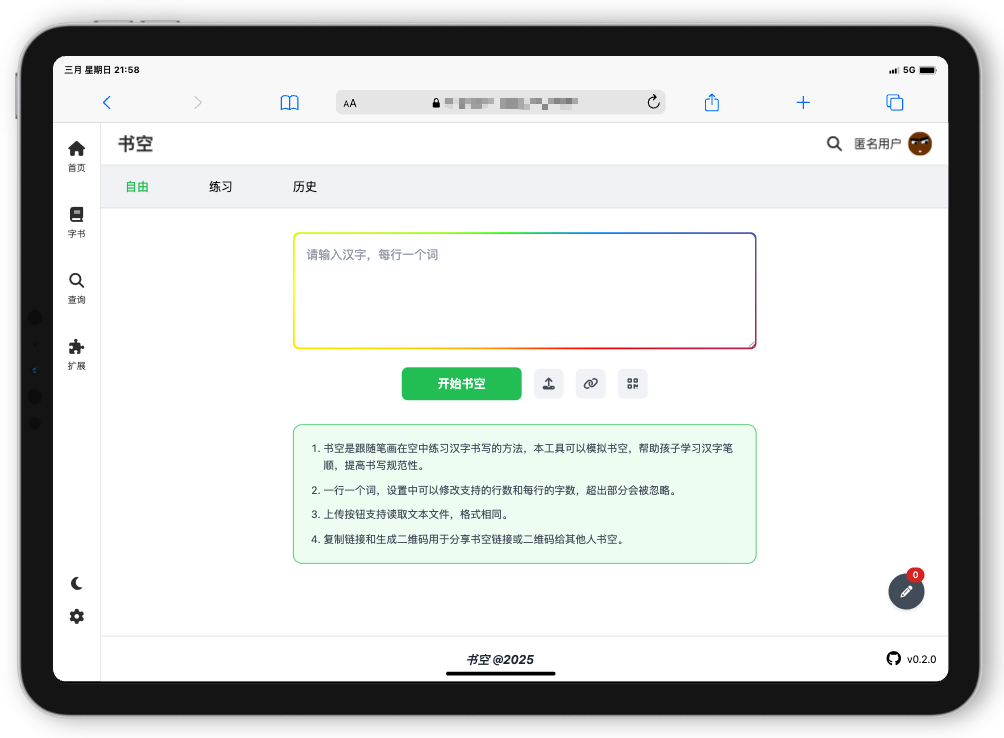 三月 星期日 21:58
5G
AA
书空
匿名用户
首页
字书
查询
扩展
自由
练习
历史
请输入汉字，每行一个词
开始书空
1. 书空是跟随笔画在空中练习汉字书写的方法，本工具可以模拟书空，帮助孩子学习汉字笔
顺，提高书写规范性。
2. 一行一个词，设置中可以修改支持的行数和每行的字数，超出部分会被忽略。
3. 上传按钮支持读取文本文件，格式相同。
4. 复制链接和生成二维码用于分享书空链接或二维码给其他人书空。
0
书空 @2025
v0.2.0